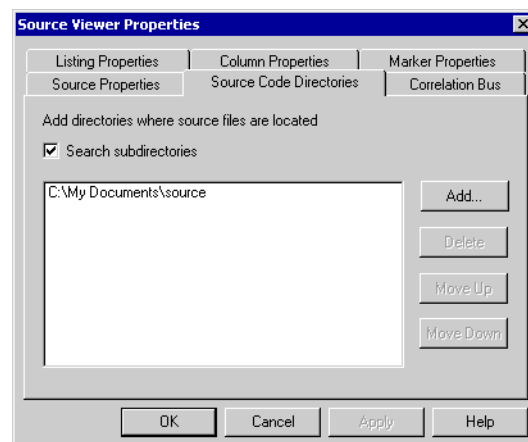 Source Viewer Properties
Listing Properties Column Properties Marker Properties
Source Properties Source Code Directories Correlation Bus
Add directories where source files are located
Search subdirectories
C:\My Documents\source
Add...
Delete
Move Up
Move Down
OK Cancel Apply Help